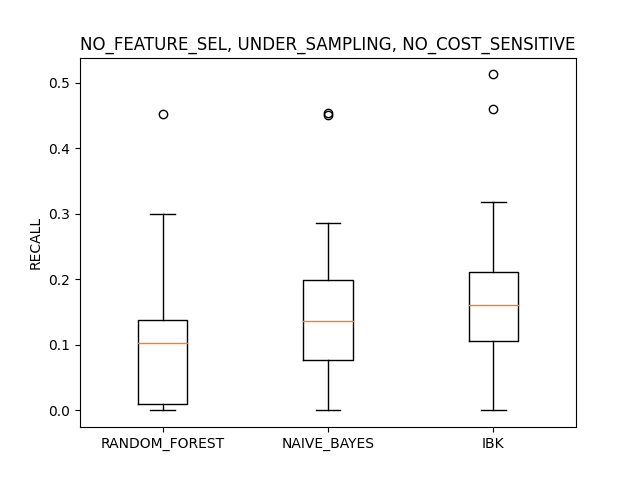 NO_FEATURE_SEL, UNDER_SAMPLING, NO_COST_SENSITIVE
0.5
0.4
0.3
0.2
0.1
0.0
RECALL
RANDOM_FOREST NAIVE_BAYES IBK